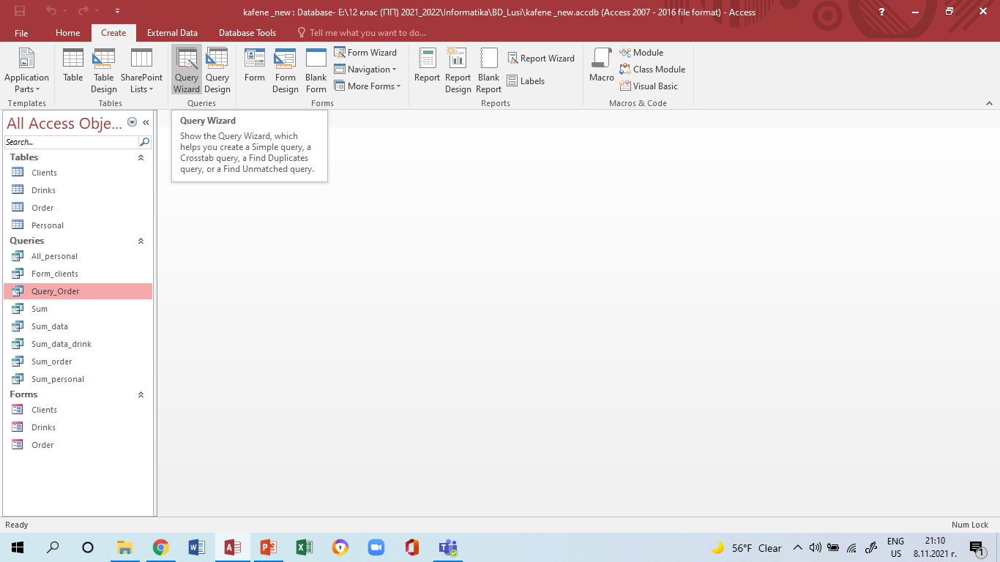 kafene _new : Database- E:\12 клас (ПП) 2021_2022\Informatika\BD_Lusi\kafene _new.accdb (Access 2007 - 2016 file format) - Access
?
File Home Create External Data Database Tools Tell me what you want to do...
Application Parts
Templates
Table
Table Design
SharePoint Lists
Tables
Query Wizard
Query Design
Queries
Form
Form Design
Blank Form
Form Wizard
Navigation
More Forms
Forms
Report
Report Design
Blank Report
Report Wizard
Labels
Reports
Macro
Module
Class Module
Visual Basic
Macros & Code
All Access Obje...
Search...
Tables
Clients
Drinks
Order
Personal
Queries
All_personal
Form_clients
Query_Order
Sum
Sum_data
Sum_data_drink
Sum_order
Sum_personal
Forms
Clients
Drinks
Order
Query Wizard
Show the Query Wizard, which
helps you create a Simple query, a
Crosstab query, a Find Duplicates
query, or a Find Unmatched query.
Ready
Num Lock
56°F Clear
ENG
US
21:10
8.11.2021 г.
1